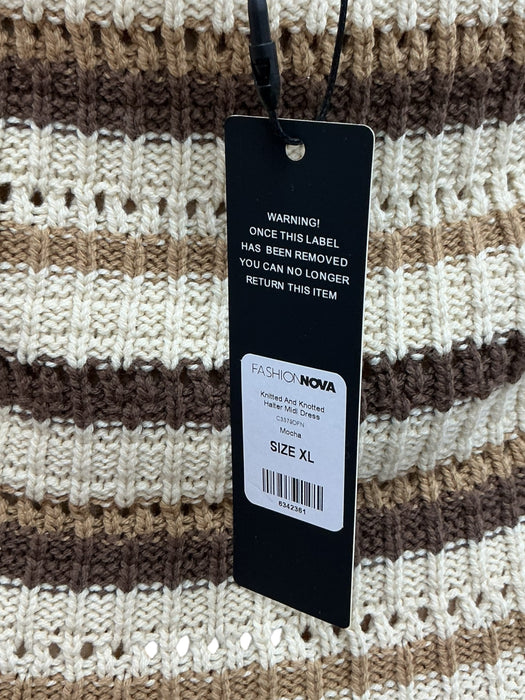 WARNING!
ONCE THIS LABEL
HAS BEEN REMOVED
YOU CAN NO LONGER
RETURN THIS ITEM
FASHIONNOVA
Knitted And Knotted
Halter Midi Dress
C3379DFN
Mocha
SIZE XL
6342361